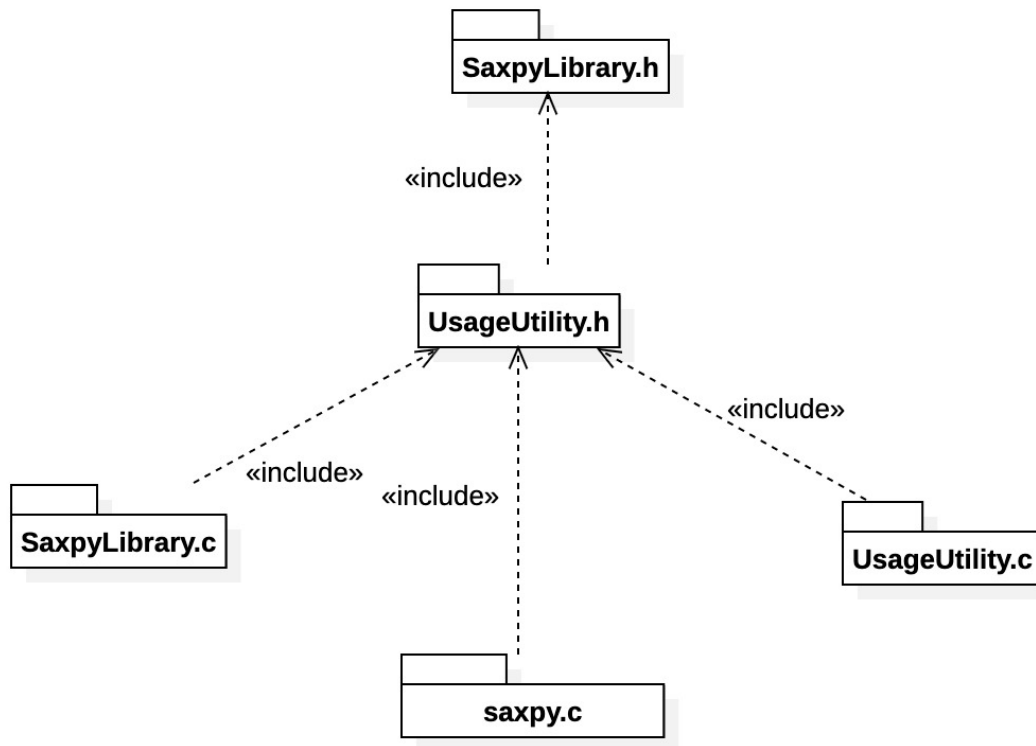 SaxpyLibrary.h
«include»
UsageUtility.h
«include»
«include»
«include»
SaxpyLibrary.c
UsageUtility.c
saxpy.c